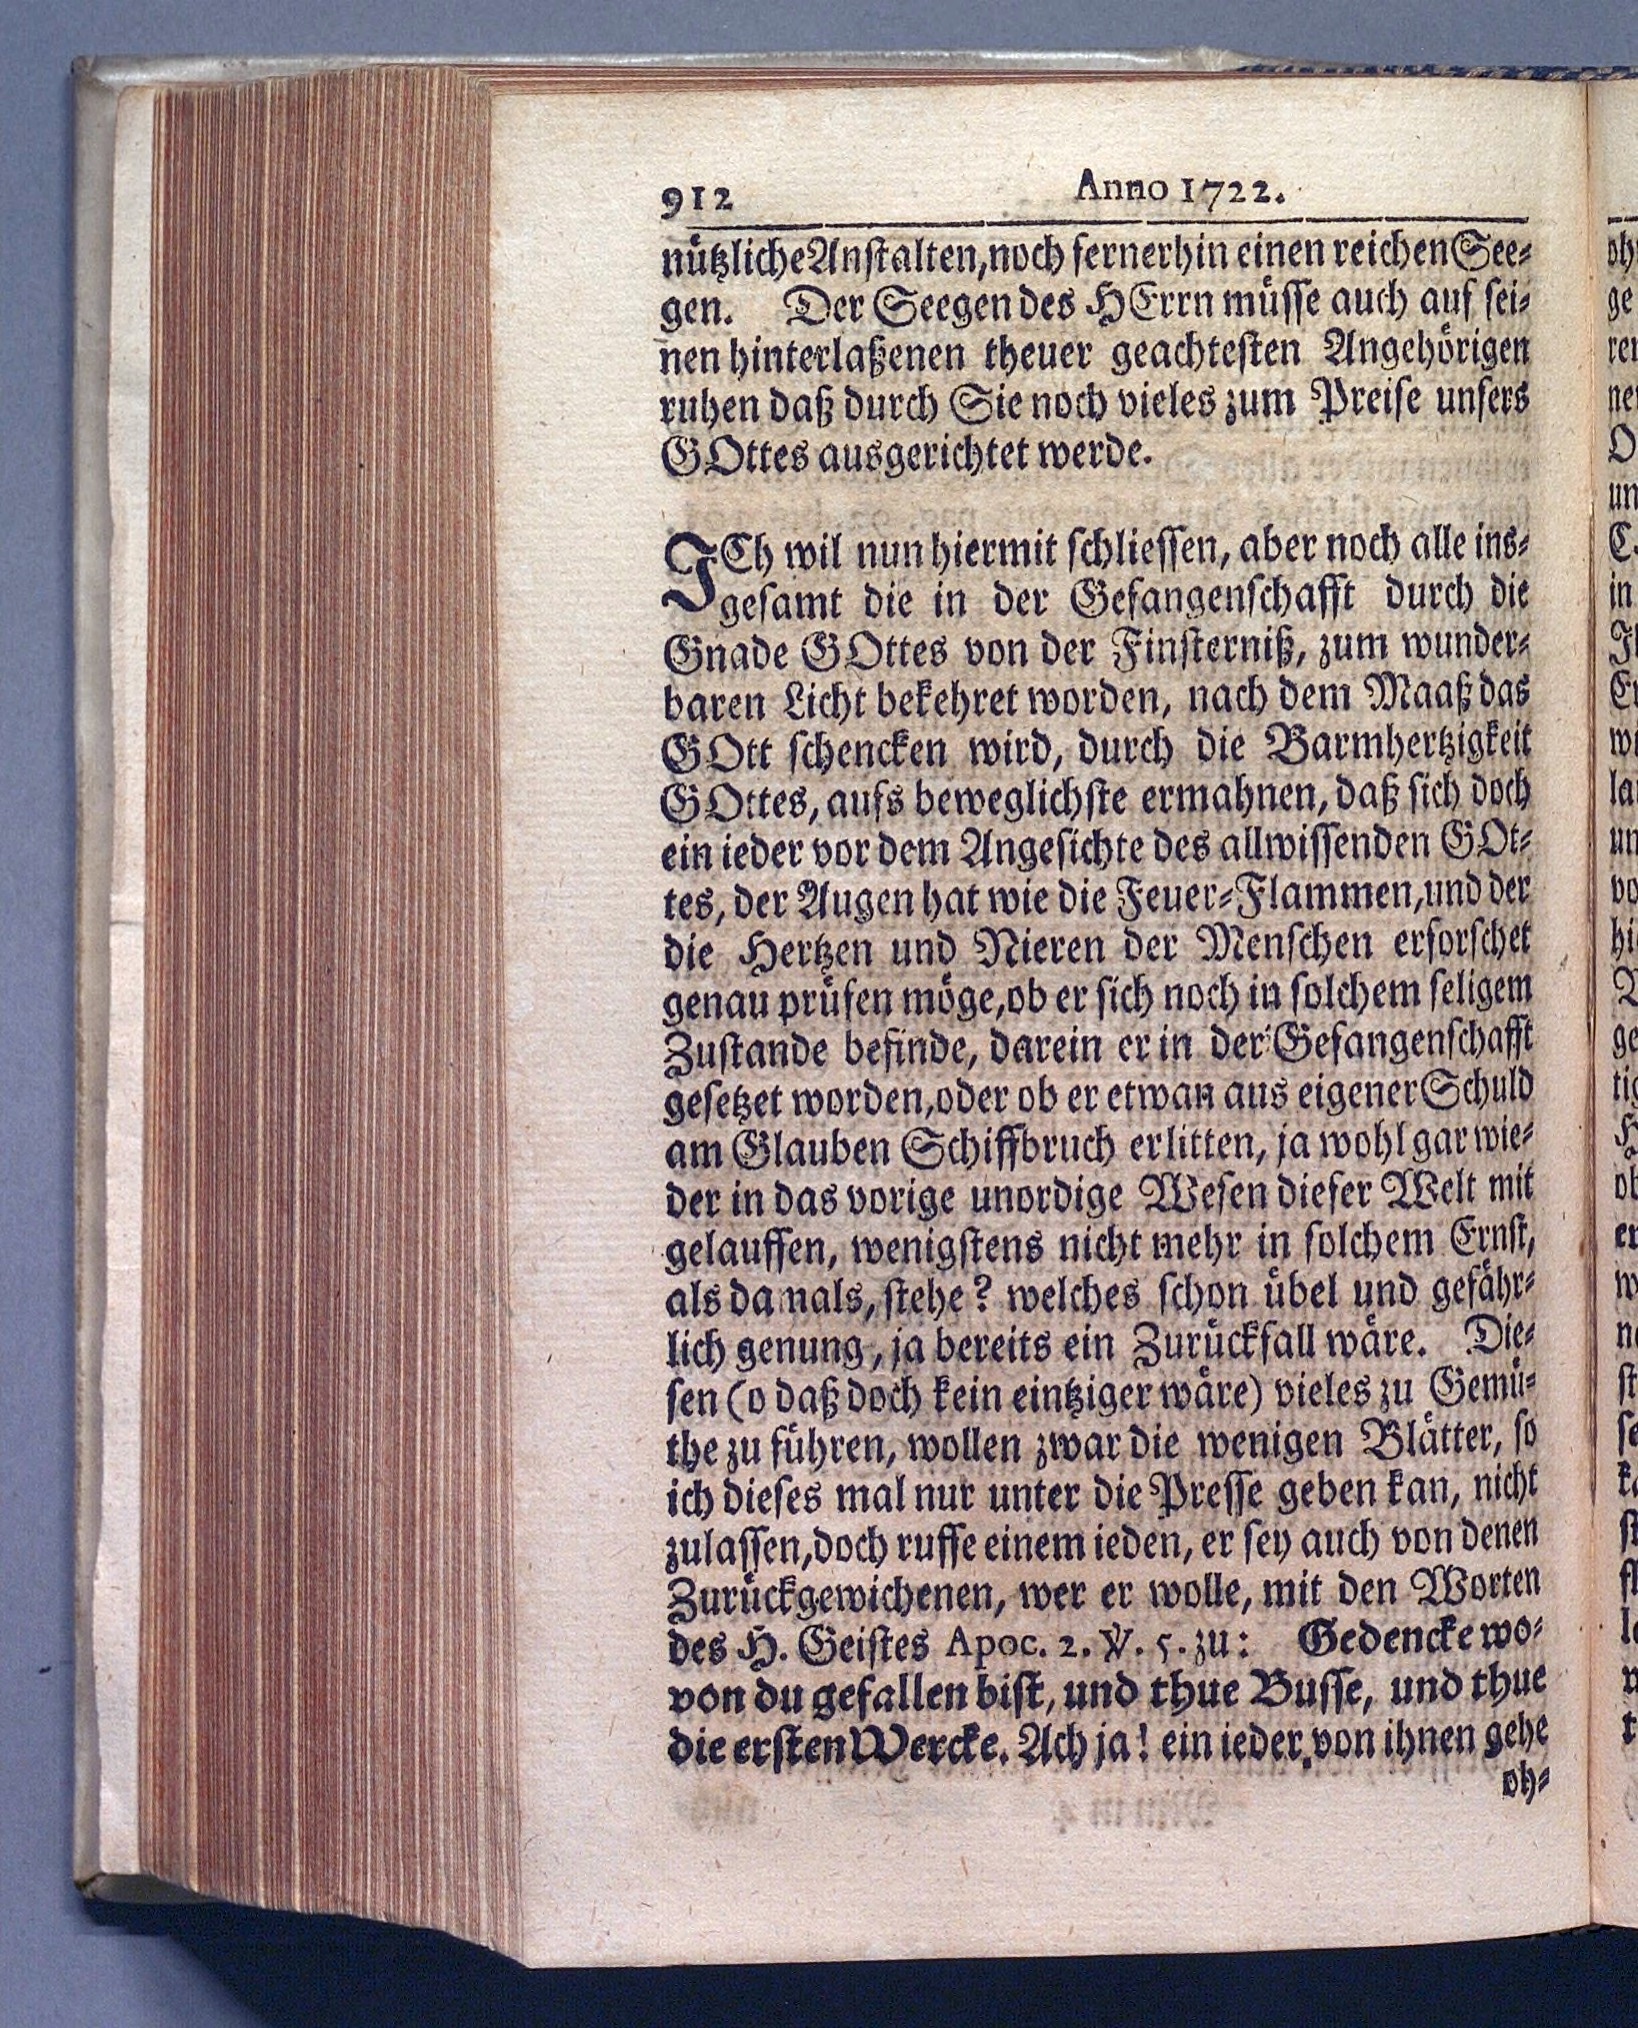 912 Anno 1722.
nützliche Anstalten, noch fernerhin einen reichen See-
gen. Der Seegen des HErrn müsse auch auf sei-
nen hinterlaßenen theuer geachtesten Angehörigen
ruhen daß durch Sie noch vieles zum Preise unsers
GOttes ausgerichtet werde.
ICh wil nun hiermit schliessen, aber noch alle ins-
gesamt die in der Gefangenschafft durch die
Gnade GOttes von der Finsterniß, zum wunder-
baren Licht bekehret worden, nach dem Maaß das
GOtt schencken wird, durch die Barmhertzigkeit
GOttes, aufs beweglichste ermahnen, daß sich doch
ein ieder vor dem Angesichte des allwissenden GOt-
tes, der Augen hat wie die Feuer-Flammen, und der
die Hertzen und Nieren der Menschen erforschet
genau prüfen möge, ob er sich noch in solchem seligem
Zustande befinde, darein er in der Gefangenschafft
gesetzet worden, oder ob er etwan aus eigener Schuld
am Glauben Schiffbruch erlitten, ja wohl gar wie-
der in das vorige unordige Wesen dieser Welt mit
gelauffen, wenigstens nicht mehr in solchem Ernst,
als damals, stehe? welches schon übel und gefähr-
lich genung, ja bereits ein Zurückfall wäre. Die-
sen (o daß doch kein eintziger wäre) vieles zu Gemü-
the zu führen, wollen zwar die wenigen Blätter, so
ich dieses mal nur unter die Presse geben kan, nicht
zulassen, doch ruffe einem ieden, er sey auch von denen
Zurückgewichenen, wer er wolle, mit den Worten
des H. Geistes Apoc. 2. V. 5. zu: Gedencke wo-
von du gefallen bist, und thue Busse, und thue
die ersten Wercke. Ach ja! ein ieder von ihnen gehe
oh-